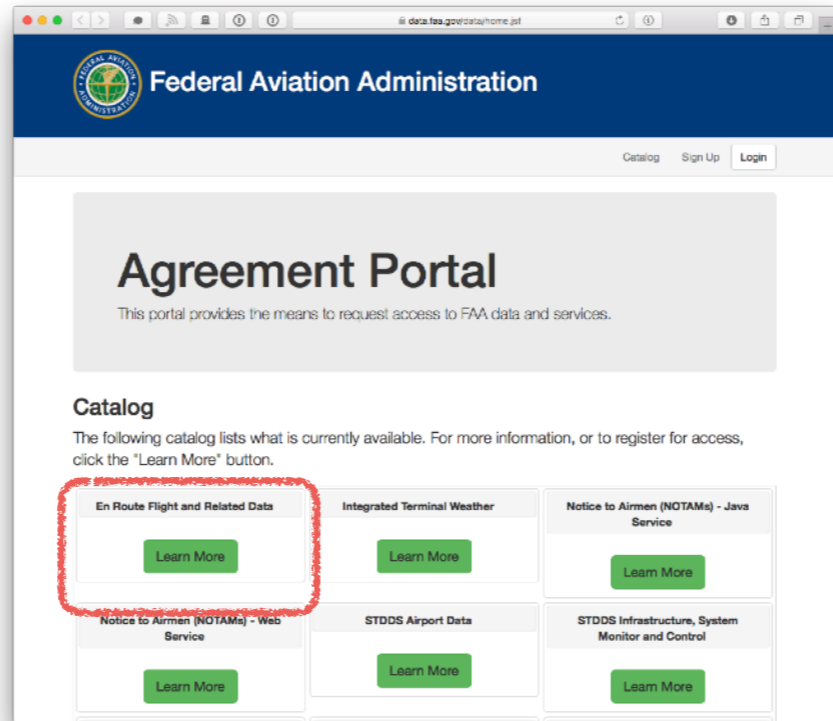 data.faa.gov/data/home.jsf
Federal Aviation Administration
Catalog Sign Up Login
Agreement Portal
This portal provides the means to request access to FAA data and services.
Catalog
The following catalog lists what is currently available. For more information, or to register for access,
click the "Learn More" button.
En Route Flight and Related Data
Learn More
Integrated Terminal Weather
Learn More
Notice to Airmen (NOTAMs) - Java
Service
Learn More
Notice to Airmen (NOTAMs) - Web
Service
Learn More
STDDS Airport Data
Learn More
STDDS Infrastructure, System
Monitor and Control
Learn More